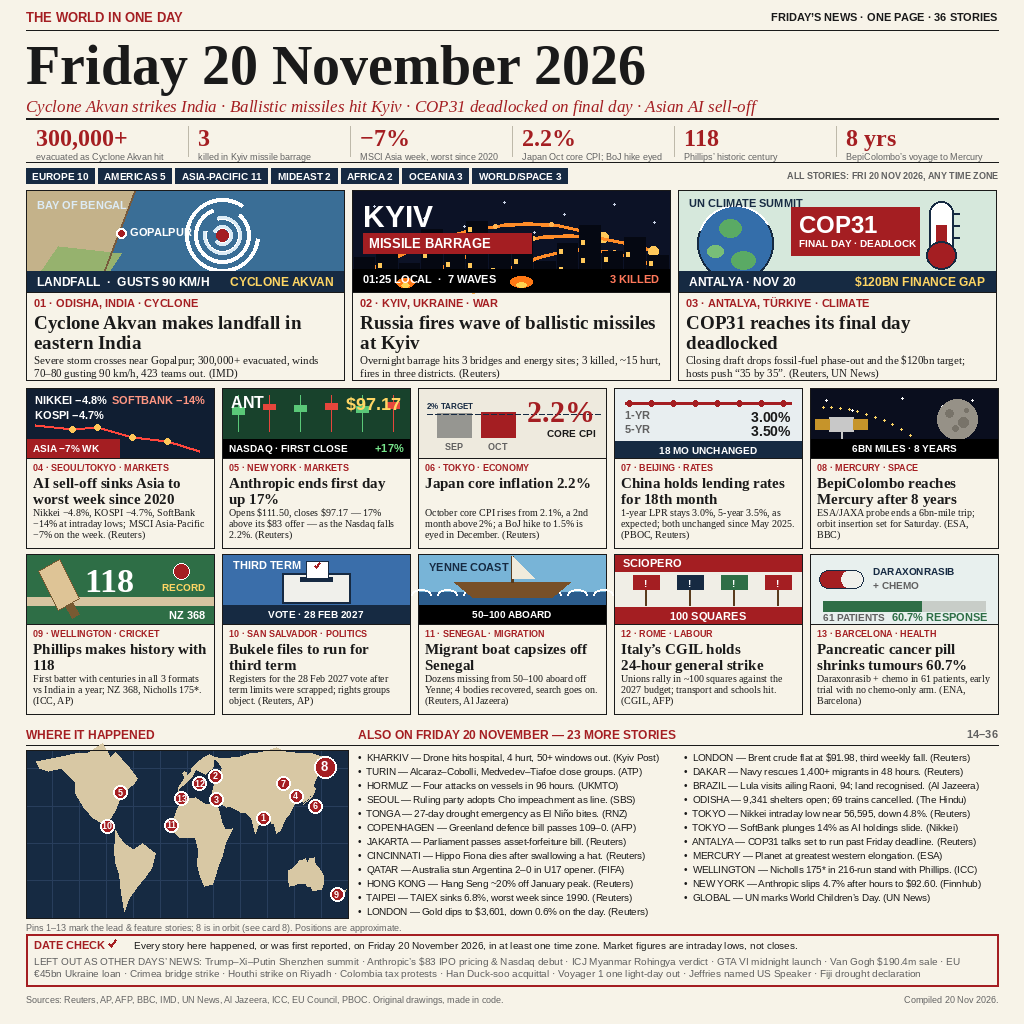 THE WORLD IN ONE DAY
FRIDAY'S NEWS · ONE PAGE · 36 STORIES
Friday 20 November 2026
Cyclone Akvan strikes India · Ballistic missiles hit Kyiv · COP31 deadlocked on final day · Asian AI sell-off
300,000+
evacuated as Cyclone Akvan hit
3
killed in Kyiv missile barrage
−7%
MSCI Asia week, worst since 2020
2.2%
Japan Oct core CPI; BoJ hike eyed
118
Phillips' historic century
8 yrs
BepiColombo's voyage to Mercury
EUROPE 10
AMERICAS 5
ASIA-PACIFIC 11
MIDEAST 2
AFRICA 2
OCEANIA 3
WORLD/SPACE 3
ALL STORIES: FRI 20 NOV 2026, ANY TIME ZONE
BAY OF BENGAL
GOPALPUR
LANDFALL · GUSTS 90 KM/H
CYCLONE AKVAN
01 · ODISHA, INDIA · CYCLONE
Cyclone Akvan makes landfall in
eastern India
Severe storm crosses near Gopalpur; 300,000+ evacuated, winds
70–80 gusting 90 km/h, 423 teams out. (IMD)
KYIV
MISSILE BARRAGE
01:25 LOCAL · 7 WAVES
3 KILLED
02 · KYIV, UKRAINE · WAR
Russia fires wave of ballistic missiles
at Kyiv
Overnight barrage hits 3 bridges and energy sites; 3 killed, ~15 hurt,
fires in three districts. (Reuters)
UN CLIMATE SUMMIT
COP31
FINAL DAY · DEADLOCK
ANTALYA · NOV 20
$120BN FINANCE GAP
03 · ANTALYA, TÜRKIYE · CLIMATE
COP31 reaches its final day
deadlocked
Closing draft drops fossil-fuel phase-out and the $120bn target;
hosts push “35 by 35”. (Reuters, UN News)
NIKKEI −4.8%
SOFTBANK −14%
KOSPI −4.7%
ASIA −7% WK
04 · SEOUL/TOKYO · MARKETS
AI sell-off sinks Asia to
worst week since 2020
Nikkei −4.8%, KOSPI −4.7%, SoftBank
−14% at intraday lows; MSCI Asia-Pacific
−7% on the week. (Reuters)
ANT
$97.17
NASDAQ · FIRST CLOSE
+17%
05 · NEW YORK · MARKETS
Anthropic ends first day
up 17%
Opens $111.50, closes $97.17 — 17%
above its $83 offer — as the Nasdaq falls
2.2%. (Reuters)
2% TARGET
2.2%
CORE CPI
SEP
OCT
06 · TOKYO · ECONOMY
Japan core inflation 2.2%
October core CPI rises from 2.1%, a 2nd
month above 2%; a BoJ hike to 1.5% is
eyed in December. (Reuters)
1-YR
3.00%
5-YR
3.50%
18 MO UNCHANGED
07 · BEIJING · RATES
China holds lending rates
for 18th month
1-year LPR stays 3.0%, 5-year 3.5%, as
expected; both unchanged since May 2025.
(PBOC, Reuters)
6BN MILES · 8 YEARS
08 · MERCURY · SPACE
BepiColombo reaches
Mercury after 8 years
ESA/JAXA probe ends a 6bn-mile trip;
orbit insertion set for Saturday. (ESA,
BBC)
118
RECORD
NZ 368
09 · WELLINGTON · CRICKET
Phillips makes history with
118
First batter with centuries in all 3 formats
vs India in a year; NZ 368, Nicholls 175*.
(ICC, AP)
THIRD TERM
VOTE · 28 FEB 2027
10 · SAN SALVADOR · POLITICS
Bukele files to run for
third term
Registers for the 28 Feb 2027 vote after
term limits were scrapped; rights groups
object. (Reuters, AP)
YENNE COAST
50–100 ABOARD
11 · SENEGAL · MIGRATION
Migrant boat capsizes off
Senegal
Dozens missing from 50–100 aboard off
Yenne; 4 bodies recovered, search goes on.
(Reuters, Al Jazeera)
SCIOPERO
! ! ! !
100 SQUARES
12 · ROME · LABOUR
Italy's CGIL holds
24-hour general strike
Unions rally in ~100 squares against the
2027 budget; transport and schools hit.
(CGIL, AFP)
DARAXONRASIB
+ CHEMO
61 PATIENTS
60.7% RESPONSE
13 · BARCELONA · HEALTH
Pancreatic cancer pill
shrinks tumours 60.7%
Daraxonrasib + chemo in 61 patients, early
trial with no chemo-only arm. (ENA,
Barcelona)
WHERE IT HAPPENED
8
2
12
7
5
13
3
4
6
1
10
11
9
Pins 1–13 mark the lead & feature stories; 8 is in orbit (see card 8). Positions are approximate.
ALSO ON FRIDAY 20 NOVEMBER — 23 MORE STORIES
14–36
• KHARKIV — Drone hits hospital, 4 hurt, 50+ windows out. (Kyiv Post)
• TURIN — Alcaraz–Cobolli, Medvedev–Tiafoe close groups. (ATP)
• HORMUZ — Four attacks on vessels in 96 hours. (UKMTO)
• SEOUL — Ruling party adopts Cho impeachment as line. (SBS)
• TONGA — 27-day drought emergency as El Niño bites. (RNZ)
• COPENHAGEN — Greenland defence bill passes 109–0. (AFP)
• JAKARTA — Parliament passes asset-forfeiture bill. (Reuters)
• CINCINNATI — Hippo Fiona dies after swallowing a hat. (Reuters)
• QATAR — Australia stun Argentina 2–0 in U17 opener. (FIFA)
• HONG KONG — Hang Seng ~20% off January peak. (Reuters)
• TAIPEI — TAIEX sinks 6.8%, worst week since 1990. (Reuters)
• LONDON — Gold dips to $3,601, down 0.6% on the day. (Reuters)
• LONDON — Brent crude flat at $91.98, third weekly fall. (Reuters)
• DAKAR — Navy rescues 1,400+ migrants in 48 hours. (Reuters)
• BRAZIL — Lula visits ailing Raoni, 94; land recognised. (Al Jazeera)
• ODISHA — 9,341 shelters open; 69 trains cancelled. (The Hindu)
• TOKYO — Nikkei intraday low near 56,595, down 4.8%. (Reuters)
• TOKYO — SoftBank plunges 14% as AI holdings slide. (Nikkei)
• ANTALYA — COP31 talks set to run past Friday deadline. (Reuters)
• MERCURY — Planet at greatest western elongation. (ESA)
• WELLINGTON — Nicholls 175* in 216-run stand with Phillips. (ICC)
• NEW YORK — Anthropic slips 4.7% after hours to $92.60. (Finnhub)
• GLOBAL — UN marks World Children's Day. (UN News)
DATE CHECK
Every story here happened, or was first reported, on Friday 20 November 2026, in at least one time zone. Market figures are intraday lows, not closes.
LEFT OUT AS OTHER DAYS' NEWS: Trump–Xi–Putin Shenzhen summit · Anthropic's $83 IPO pricing & Nasdaq debut · ICJ Myanmar Rohingya verdict · GTA VI midnight launch · Van Gogh $190.4m sale · EU
€45bn Ukraine loan · Crimea bridge strike · Houthi strike on Riyadh · Colombia tax protests · Han Duck-soo acquittal · Voyager 1 one light-day out · Jeffries named US Speaker · Fiji drought declaration
Sources: Reuters, AP, AFP, BBC, IMD, UN News, Al Jazeera, ICC, EU Council, PBOC. Original drawings, made in code.
Compiled 20 Nov 2026.